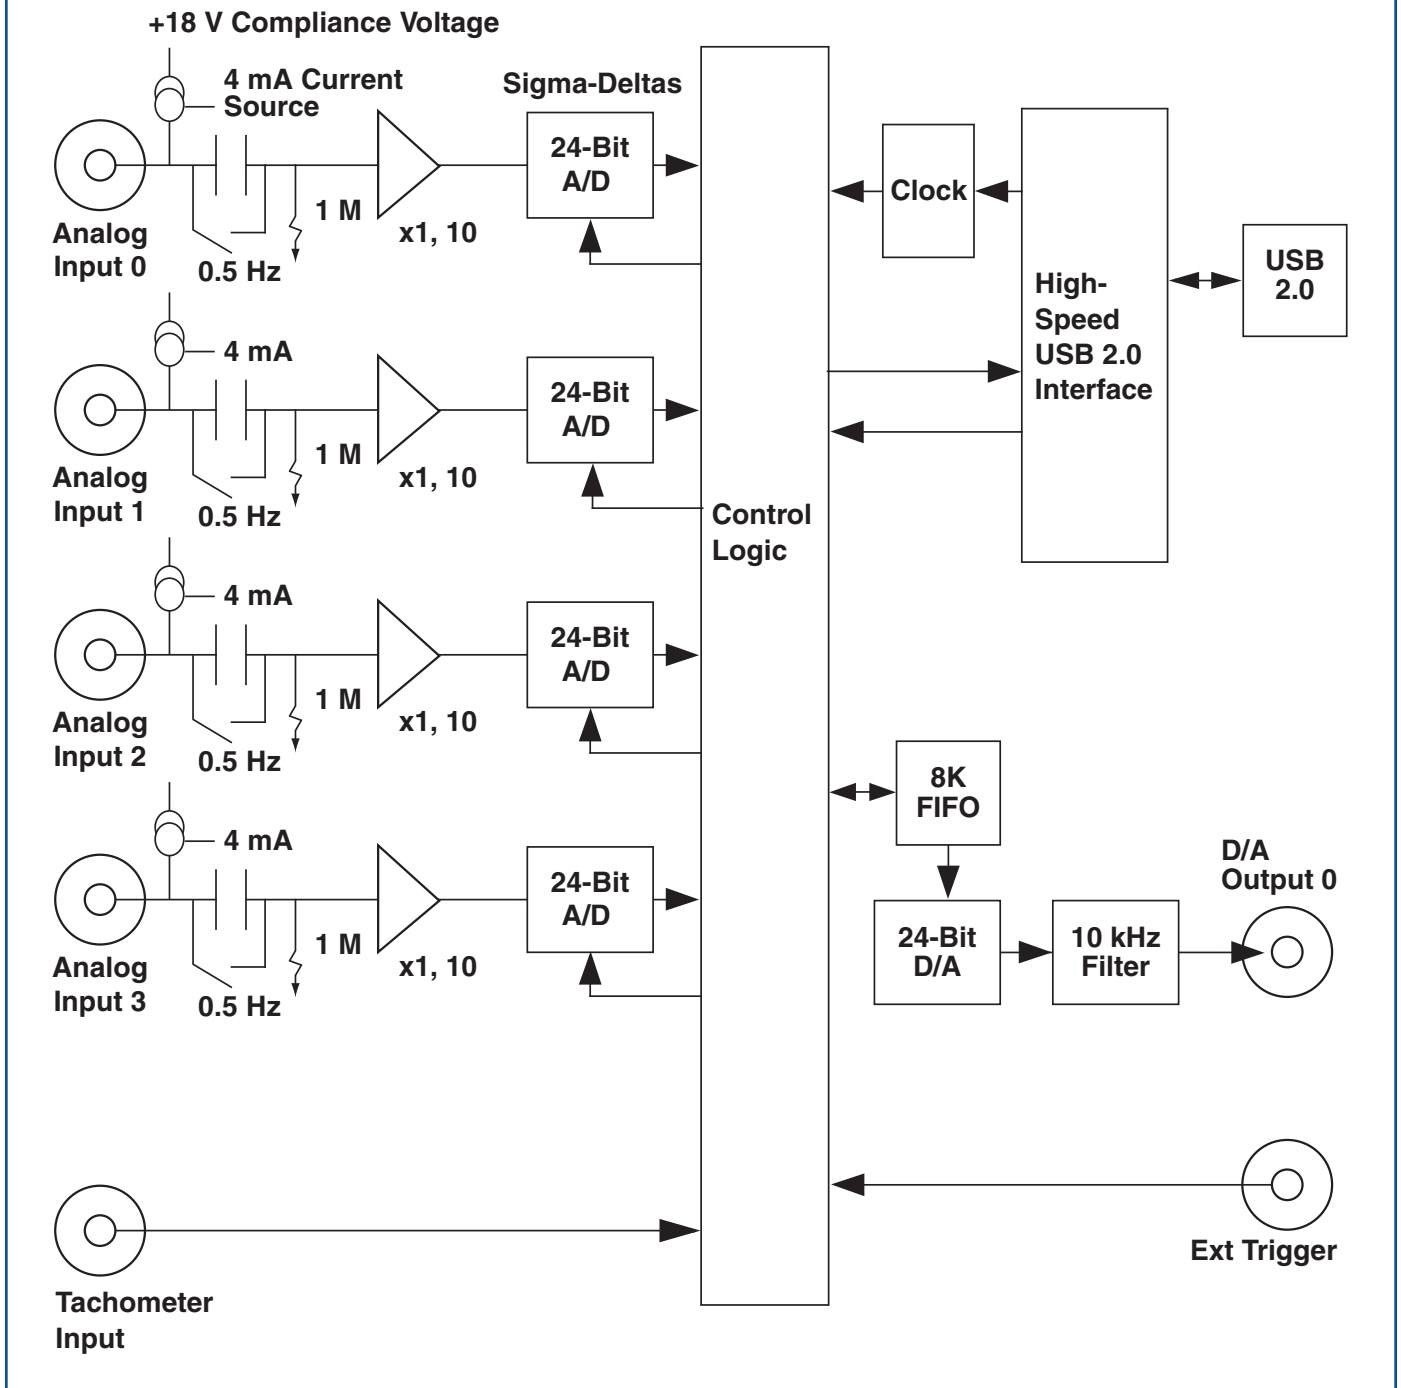 +18 V Compliance Voltage
4 mA Current
Source
Sigma-Deltas
24-Bit
A/D
1 M
x1, 10
Analog
Input 0
0.5 Hz
4 mA
24-Bit
A/D
1 M
x1, 10
Analog
Input 1
0.5 Hz
4 mA
24-Bit
A/D
1 M
x1, 10
Analog
Input 2
0.5 Hz
4 mA
24-Bit
A/D
1 M
x1, 10
Analog
Input 3
0.5 Hz
Tachometer
Input
Control
Logic
Clock
High-
Speed
USB 2.0
Interface
USB
2.0
8K
FIFO
24-Bit
D/A
10 kHz
Filter
D/A
Output 0
Ext Trigger